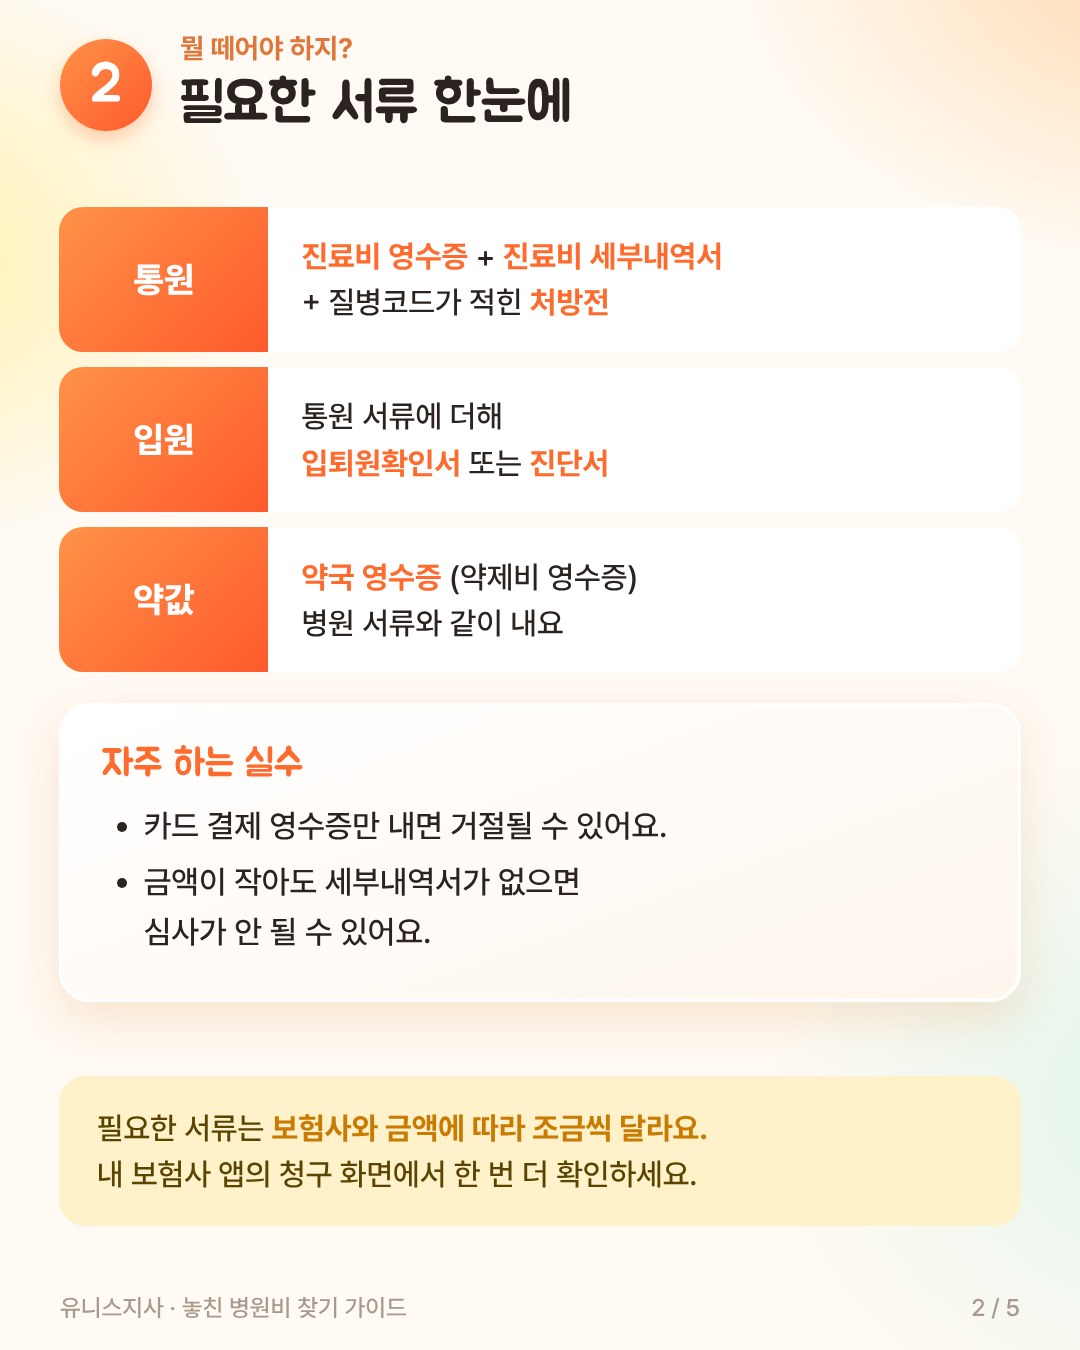 2
뭘 떼어야 하지?
필요한 서류 한눈에
통원
진료비 영수증 + 진료비 세부내역서
+ 질병코드가 적힌 처방전
입원
통원 서류에 더해
입퇴원확인서 또는 진단서
약값
약국 영수증 (약제비 영수증)
병원 서류와 같이 내요
자주 하는 실수
• 카드 결제 영수증만 내면 거절될 수 있어요.
• 금액이 작아도 세부내역서가 없으면
심사가 안 될 수 있어요.
필요한 서류는 보험사와 금액에 따라 조금씩 달라요.
내 보험사 앱의 청구 화면에서 한 번 더 확인하세요.
유니스지사 · 놓친 병원비 찾기 가이드
2 / 5